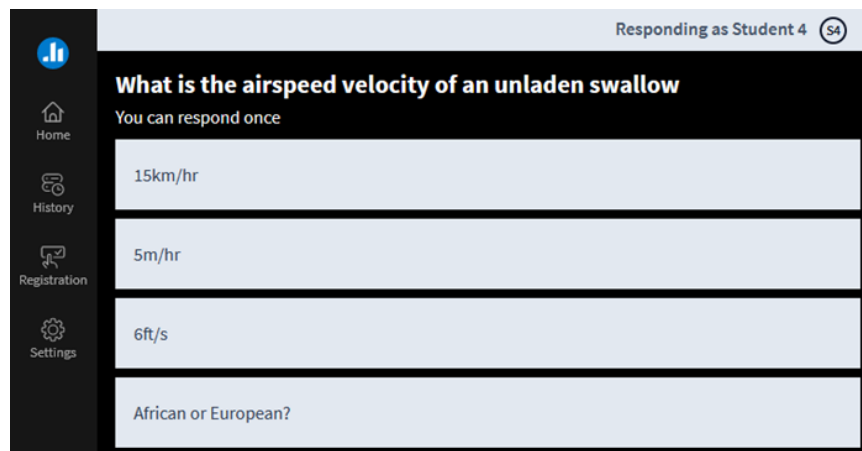 Responding as Student 4 S4
What is the airspeed velocity of an unladen swallow
You can respond once
Home
History
Registration
Settings
15km/hr
5m/hr
6ft/s
African or European?